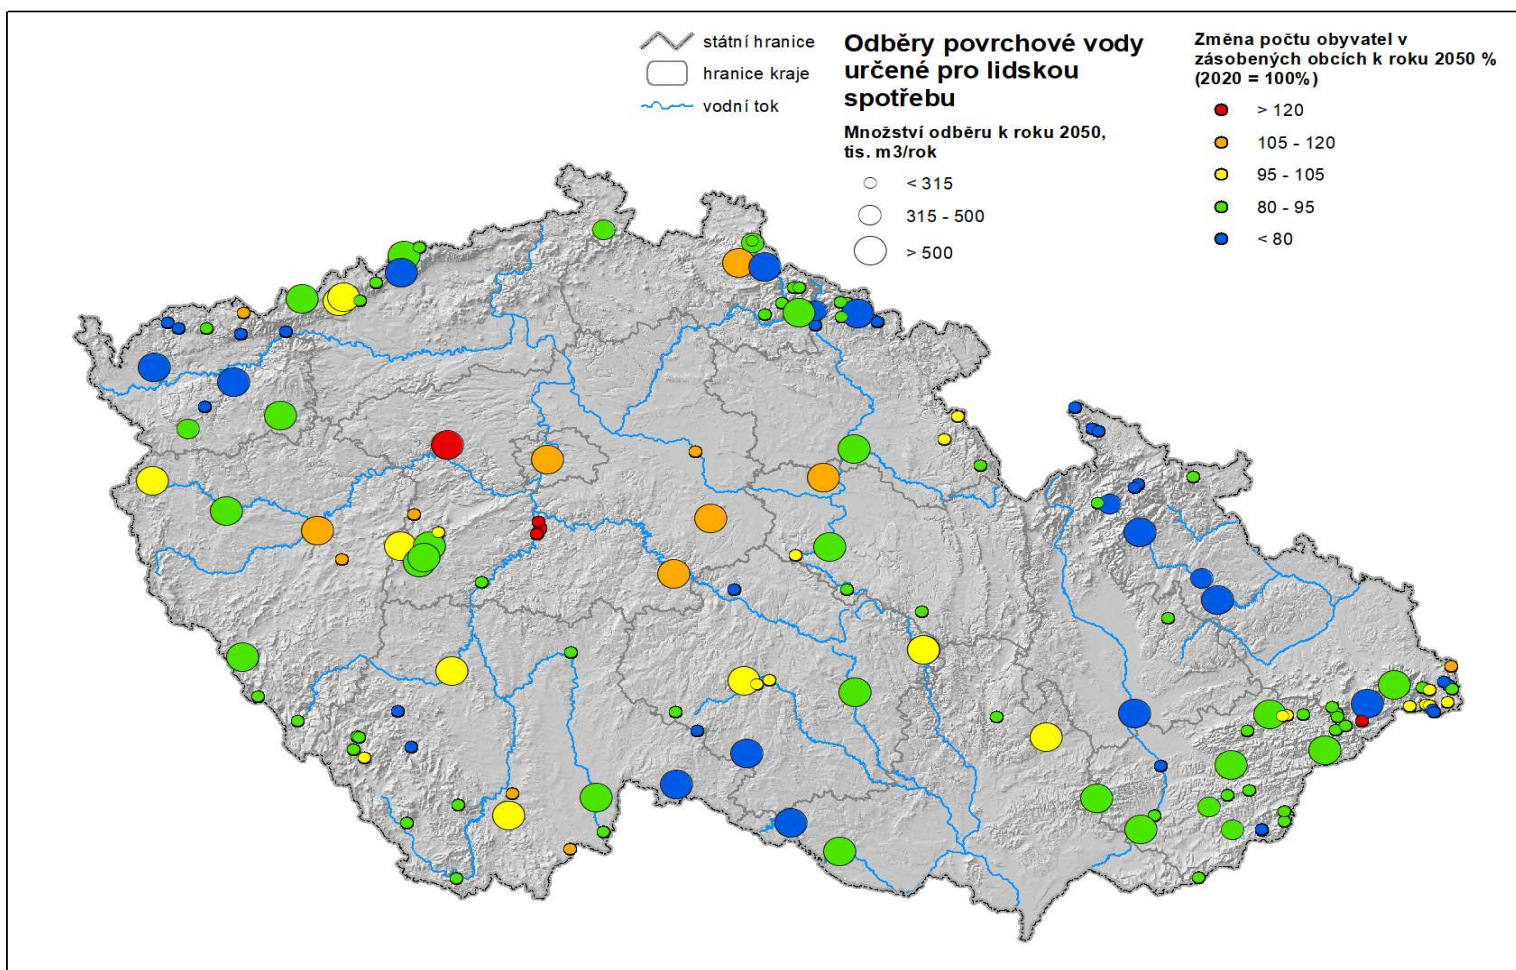 státní hranice
hranice kraje
vodní tok
Odběry povrchové vody
určené pro lidskou
spotřebu
Množství odběru k roku 2050,
tis. m3/rok
< 315
315 - 500
> 500
Změna počtu obyvatel v
zásobených obcích k roku 2050 %
(2020 = 100%)
> 120
105 - 120
95 - 105
80 - 95
< 80